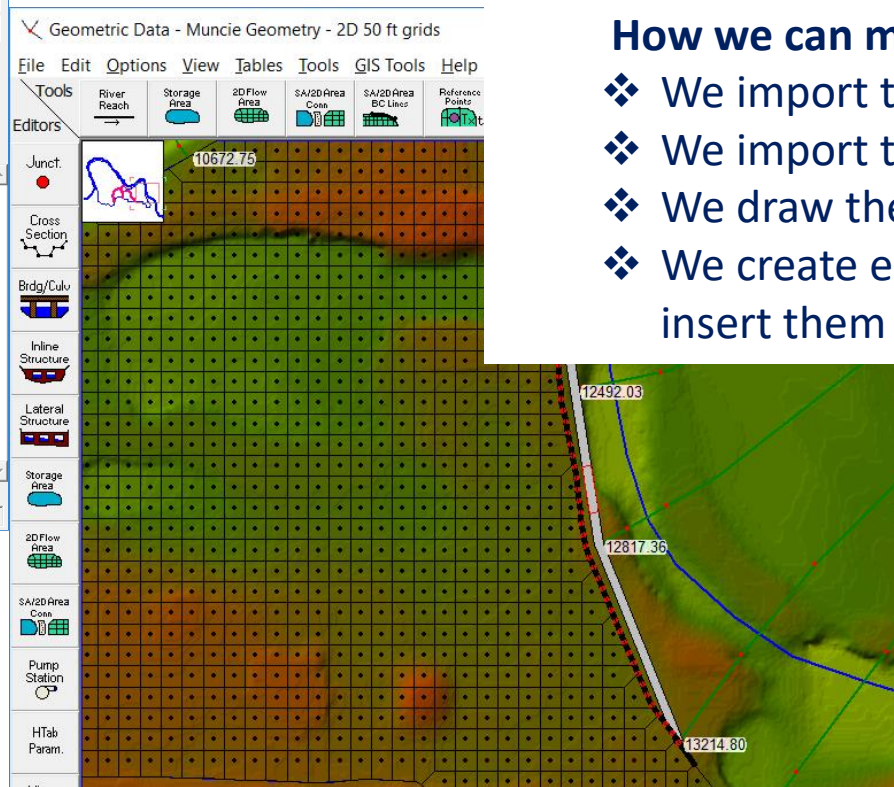 Geometric Data - Muncie Geometry - 2D 50 ft grids
File Edit Options View Tables Tools GIS Tools Help
Tools
Editors
River
Reach
Storage
Area
2D Flow
Area
SA/2D Area
Conn
SA/2D Area
BC Lines
Reference
Points
Junct.
Cross
Section
Brdg/Culv
Inline
Structure
Lateral
Structure
Storage
Area
2D Flow
Area
SA/2D Area
Conn
Pump
Station
HTab
Param.
10672.75
12492.03
12817.36
13214.80
How we can m
❖ We import t
❖ We import t
❖ We draw the
❖ We create e
insert them